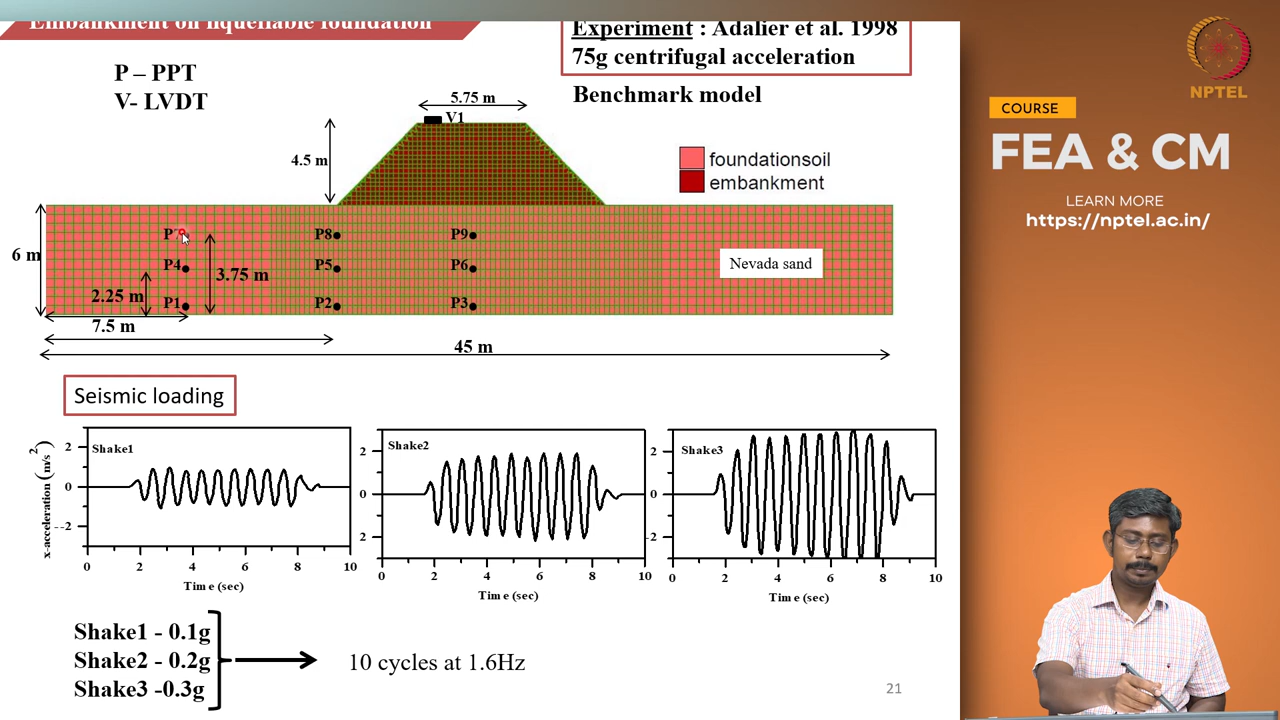 Embankment on liquefiable foundation
Experiment : Adalier et al. 1998
75g centrifugal acceleration
Benchmark model
P – PPT
V- LVDT
5.75 m
V1
4.5 m
foundationsoil
embankment
6 m
P8
P9
P4
P5
P6
3.75 m
2.25 m
P1
P2
P3
Nevada sand
7.5 m
45 m
Seismic loading
x-acceleration (m/s²)
Shake1
2
0
-2
0 2 4 6 8 10
Time (sec)
Shake2
2
0
2
0 2 4 6 8 10
Time (sec)
Shake3
2
0
-2
0 2 4 6 8 10
Time (sec)
Shake1 - 0.1g
Shake2 - 0.2g
Shake3 -0.3g
10 cycles at 1.6Hz
21
NPTEL
COURSE
FEA & CM
LEARN MORE
https://nptel.ac.in/